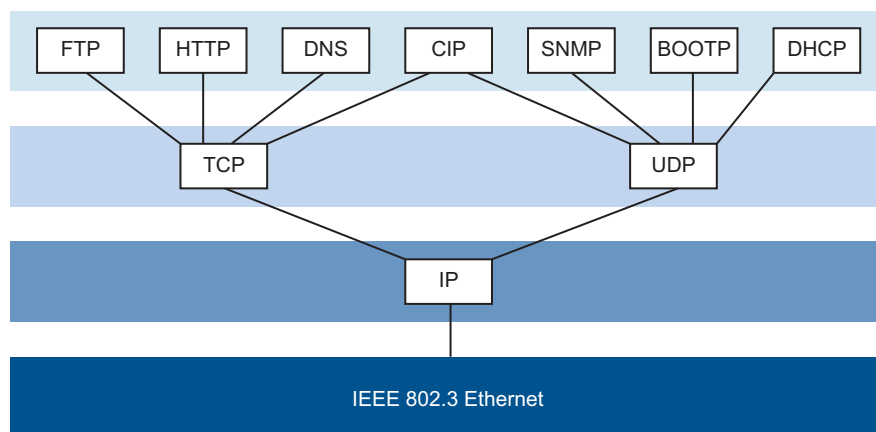 FTP HTTP DNS CIP SNMP BOOTP DHCP
TCP UDP
IP
IEEE 802.3 Ethernet